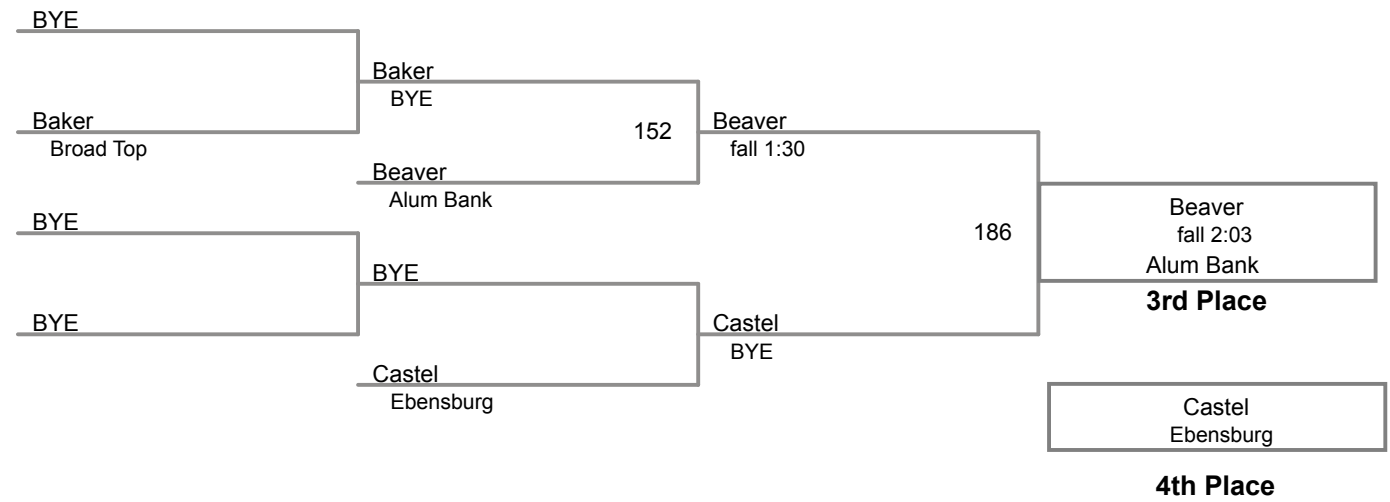 BYE
Baker
BYE
Baker
Broad Top
152
Beaver
fall 1:30
Beaver
Alum Bank
BYE
186
Beaver
fall 2:03
Alum Bank
3rd Place
BYE
BYE
Castel
BYE
Castel
Ebensburg
Castel
Ebensburg
4th Place